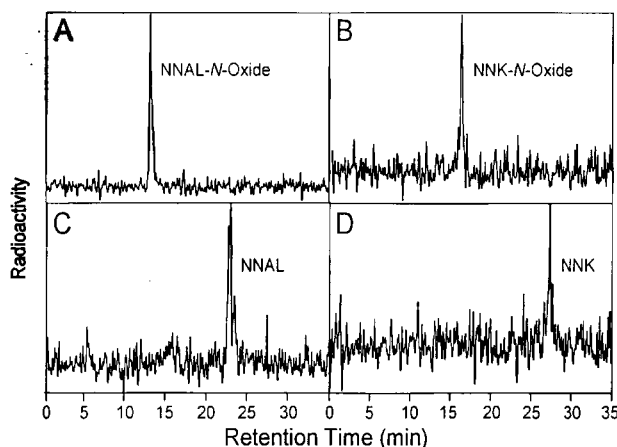 A
NNAL-N-Oxide
B
NNK-N-Oxide
C
NNAL
D
NNK
Radioactivity
0 5 10 15 20 25 30 0 5 10 15 20 25 30 35
Retention Time (min)